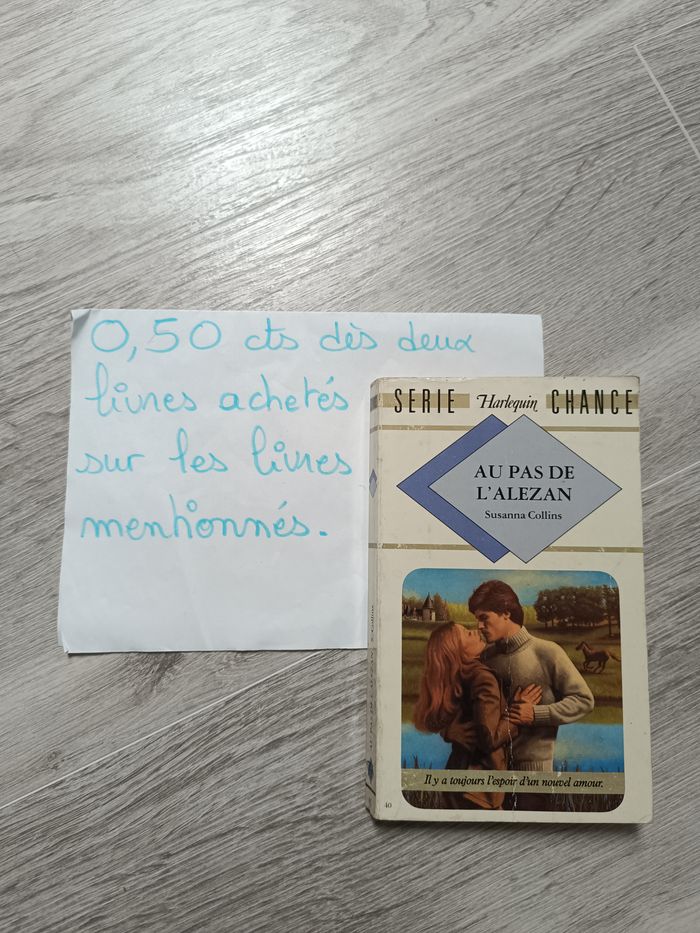 0,50 cts dès deux
livres achetés
sur les livres
mentionnés.
SERIE Harlequin CHANCE
AU PAS DE
L'ALEZAN
Susanna Collins
Il y a toujours l'espoir d'un nouvel amour.
40